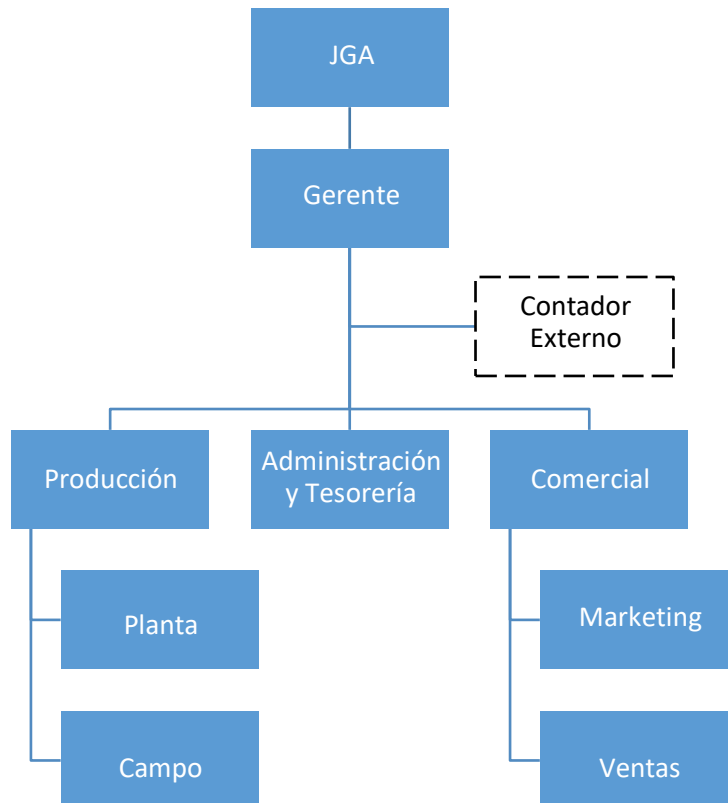 JGA
Gerente
Contador
Externo
Producción
Administración
y Tesorería
Comercial
Planta
Marketing
Campo
Ventas